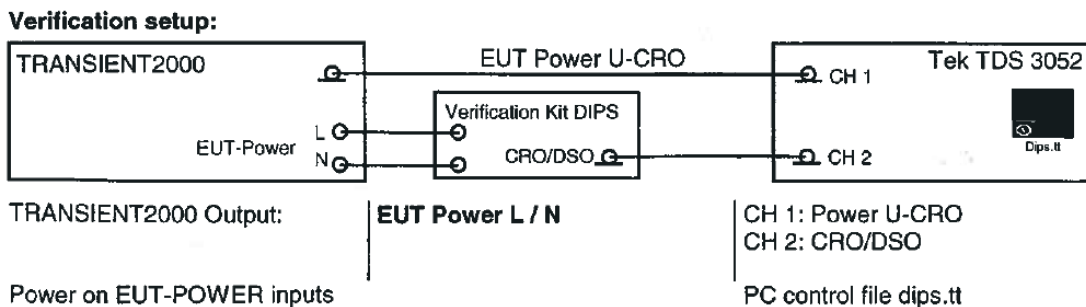 Verification setup:
TRANSIENT2000
EUT Power U-CRO
Tek TDS 3052
CH 1
Verification Kit DIPS
L
EUT-Power
N
CRO/DSO
CH 2
Dips.tt
TRANSIENT2000 Output:
EUT Power L / N
CH 1: Power U-CRO
CH 2: CRO/DSO
Power on EUT-POWER inputs
PC control file dips.tt